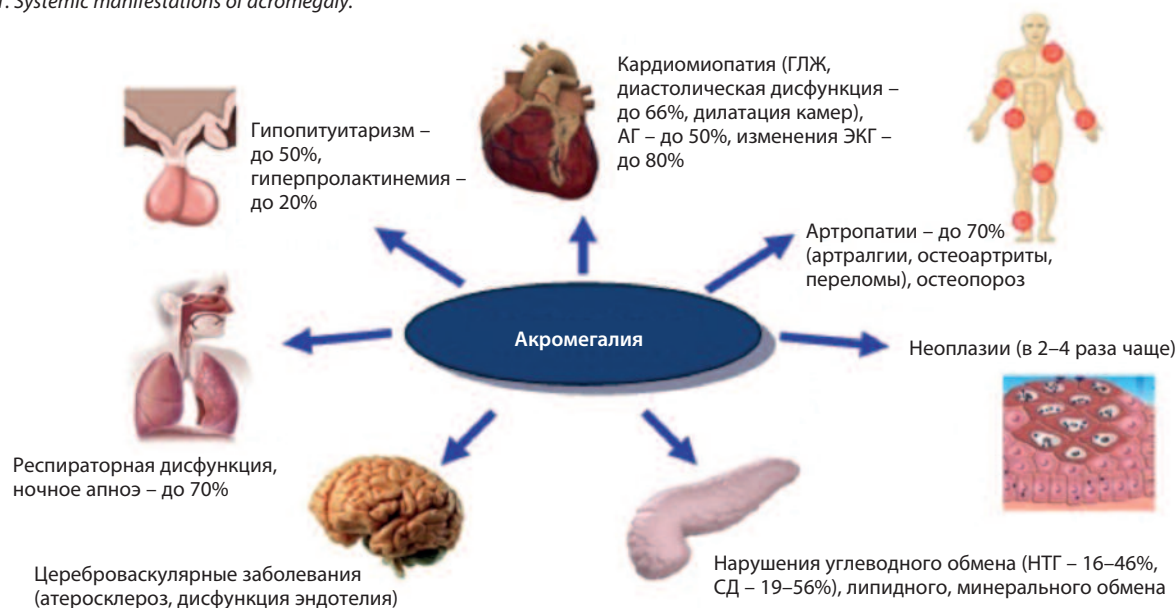 . Systemic manifestations of acromegaly.
Кардиомиопатия (ГЛЖ,
диастолическая дисфункция –
до 66%, дилатация камер),
АГ – до 50%, изменения ЭКГ –
до 80%
Гипопитуитаризм –
до 50%,
гиперпролактинемия –
до 20%
Артропатии – до 70%
(артралгии, остеоартриты,
переломы), остеопороз
Акромегалия
Неоплазии (в 2–4 раза чаще)
Респираторная дисфункция,
ночное апноэ – до 70%
Цереброваскулярные заболевания
(атеросклероз, дисфункция эндотелия)
Нарушения углеводного обмена (НТГ – 16–46%,
СД – 19–56%), липидного, минерального обмена